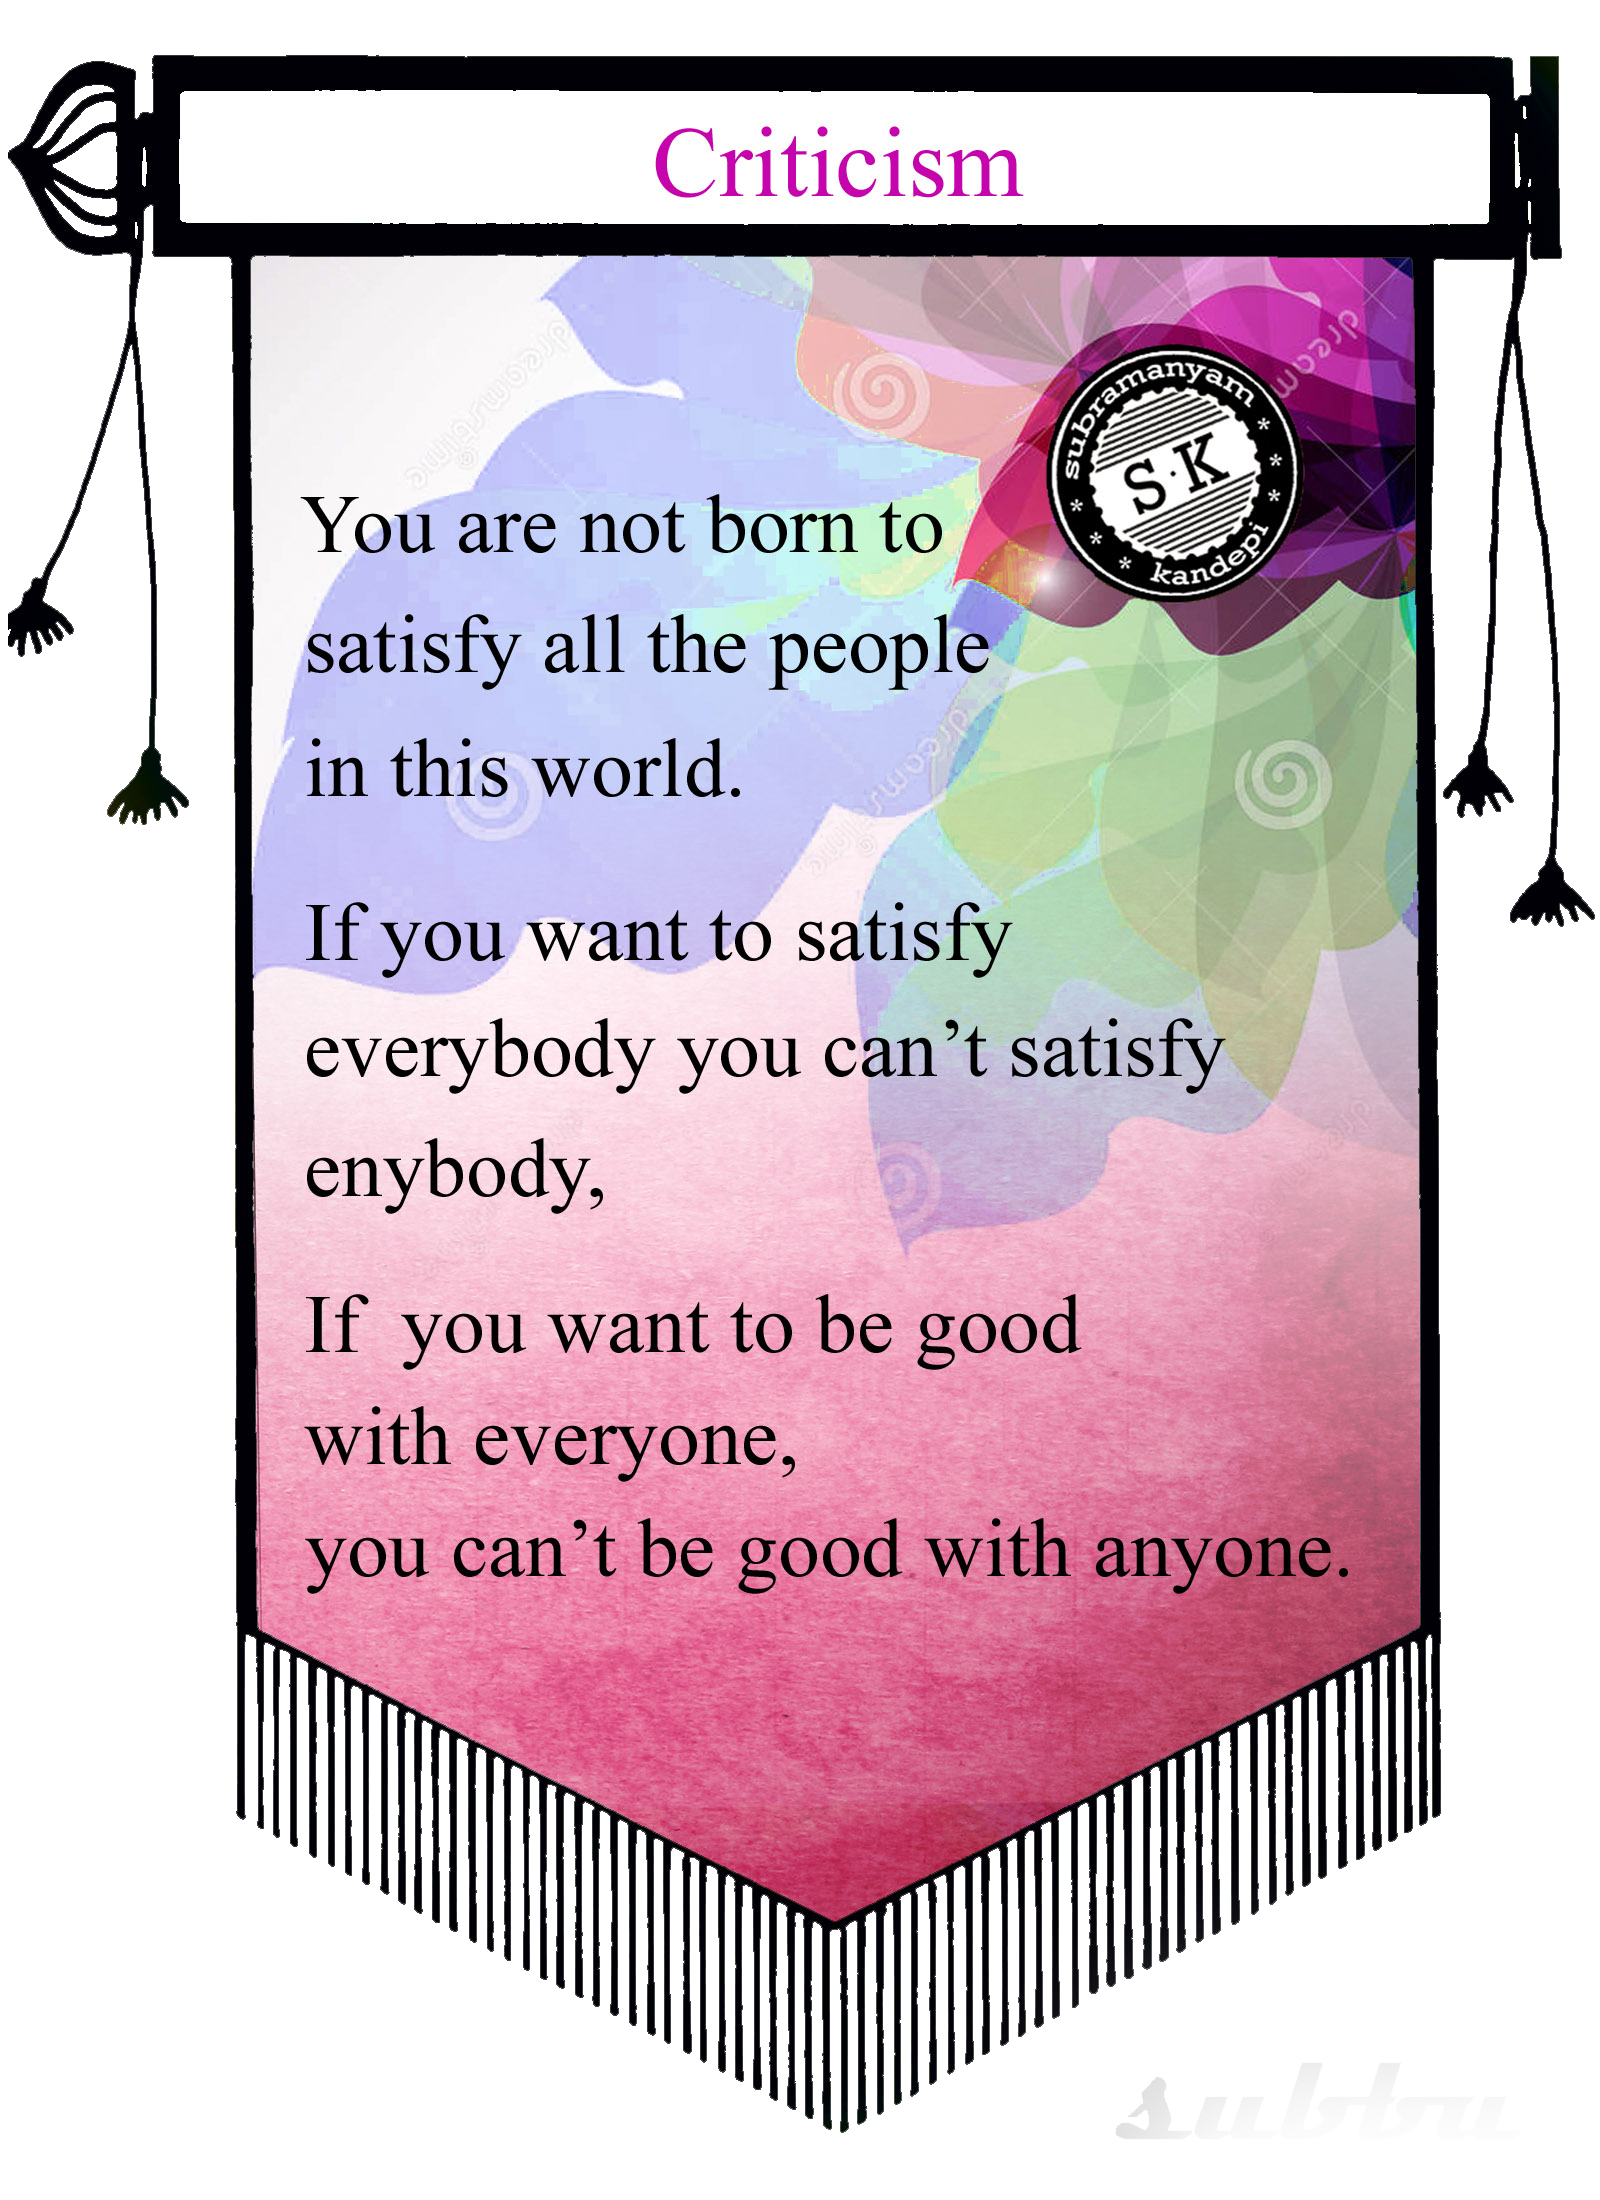 Criticism
subramanyam
S·K
kandepi
You are not born to
satisfy all the people
in this world.
If you want to satisfy
everybody you can’t satisfy
enybody,
If  you want to be good
with everyone,
you can’t be good with anyone.
dreamstime
dreamstime
subbu